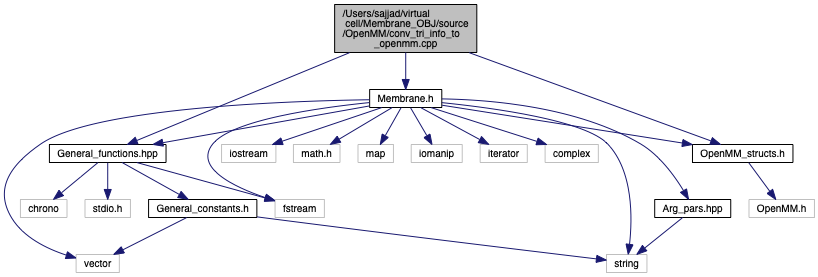 /Users/sajjad/virtual
cell/Membrane_OBJ/source
/OpenMM/conv_tri_info_to
_openmm.cpp
Membrane.h
General_functions.hpp
iostream
math.h
map
iomanip
iterator
complex
OpenMM_structs.h
chrono
stdio.h
General_constants.h
fstream
Arg_pars.hpp
OpenMM.h
vector
string